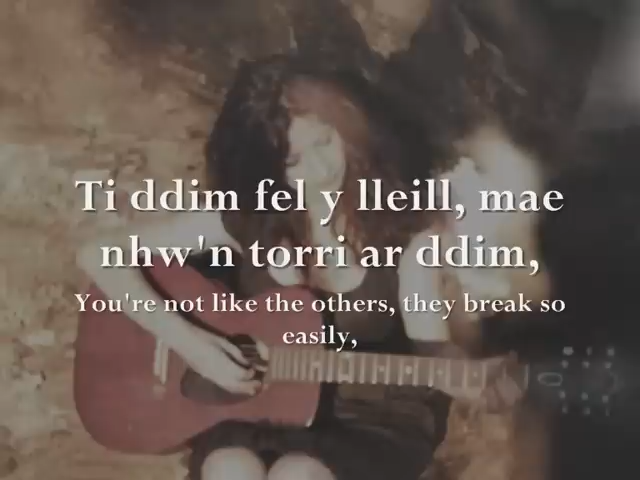 Ti ddim fel y lleill, mae
nhw'n torri ar ddim,
You're not like the others, they break so
easily,